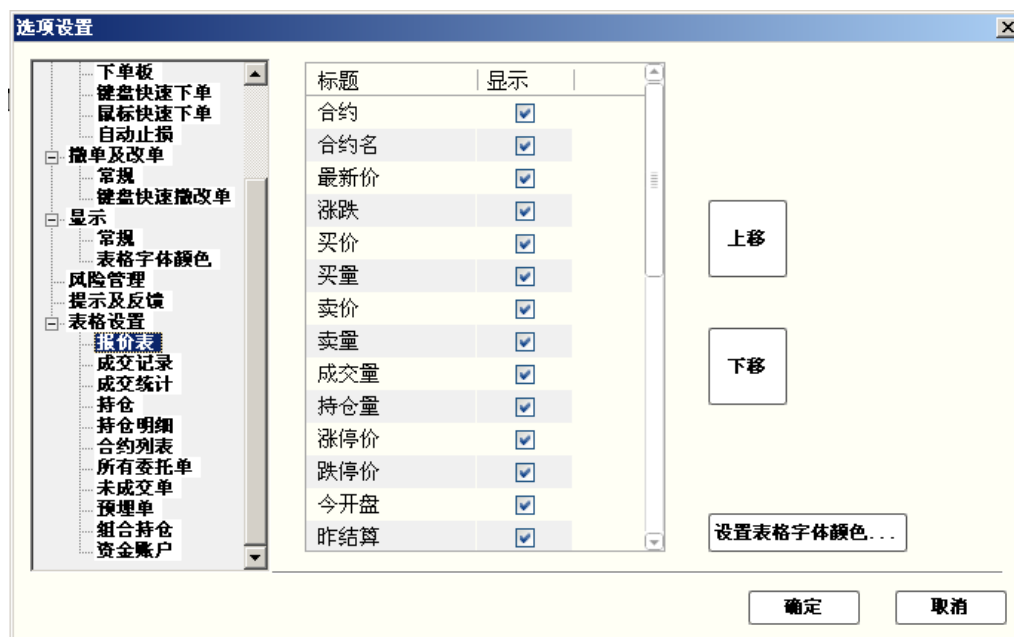 选项设置
下单板
键盘快速下单
鼠标快速下单
自动止损
撤单及改单
常规
键盘快速撤改单
显示
常规
表格字体颜色
风险管理
提示及反馈
表格设置
报价表
成交记录
成交统计
持仓
持仓明细
合约列表
所有委托单
未成交单
预埋单
组合持仓
资金账户
标题 显示
合约
合约名
最新价
涨跌
买价
买量
卖价
卖量
成交量
持仓量
涨停价
跌停价
今开盘
昨结算
上移
下移
设置表格字体颜色...
确定 取消